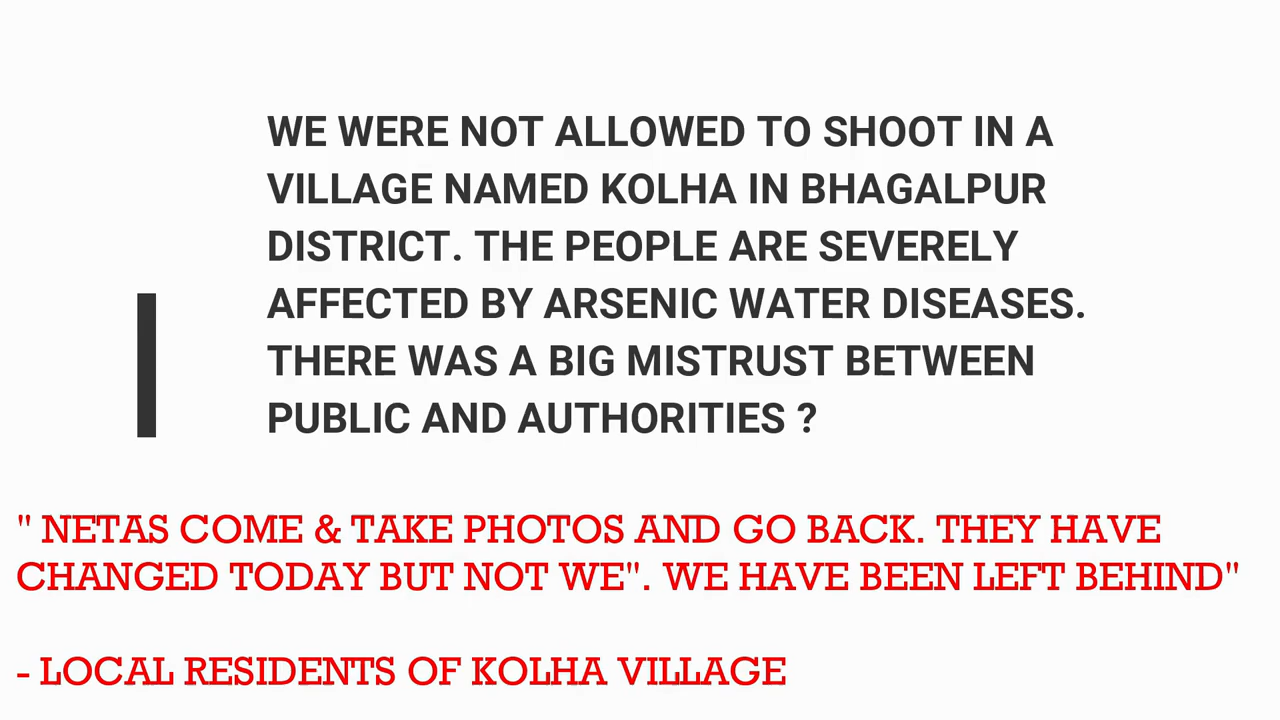 WE WERE NOT ALLOWED TO SHOOT IN A
VILLAGE NAMED KOLHA IN BHAGALPUR
DISTRICT. THE PEOPLE ARE SEVERELY
AFFECTED BY ARSENIC WATER DISEASES.
THERE WAS A BIG MISTRUST BETWEEN
PUBLIC AND AUTHORITIES ?
" NETAS COME & TAKE PHOTOS AND GO BACK. THEY HAVE
CHANGED TODAY BUT NOT WE". WE HAVE BEEN LEFT BEHIND"
- LOCAL RESIDENTS OF KOLHA VILLAGE